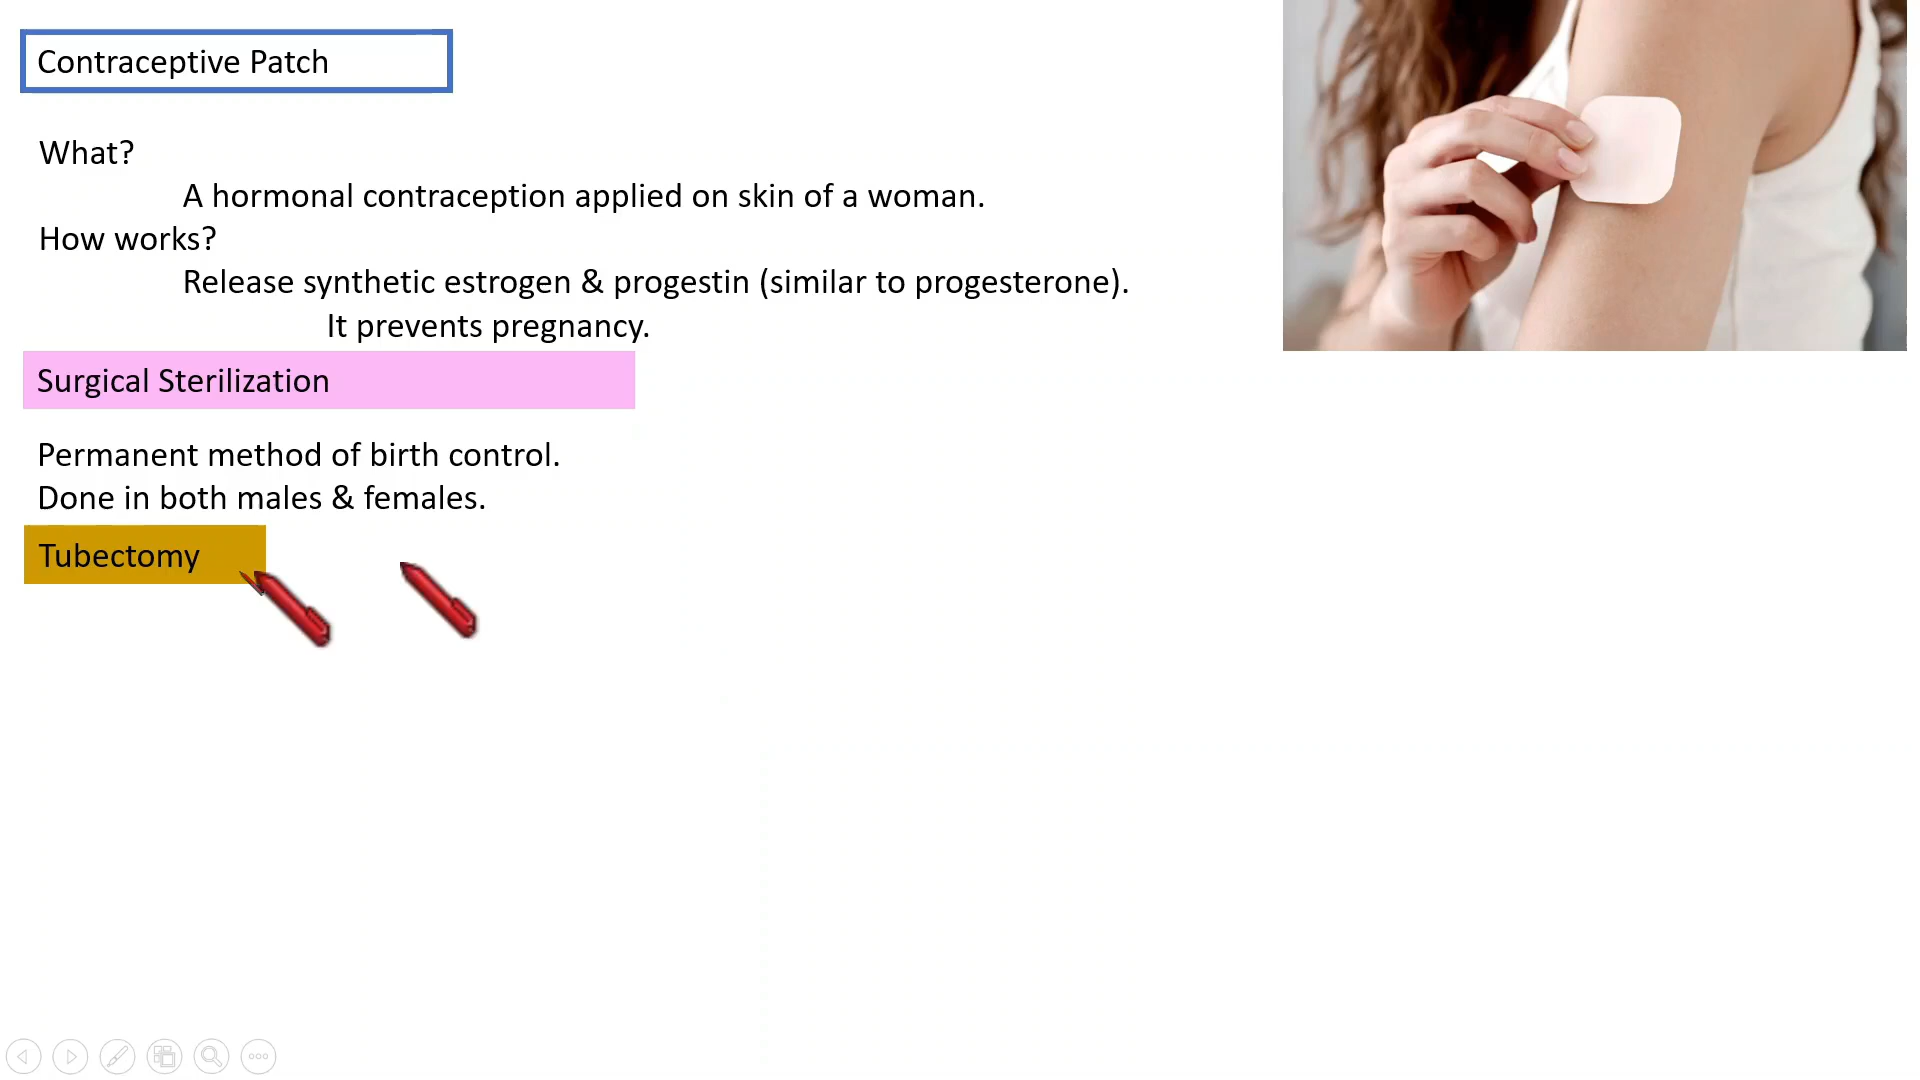 Contraceptive Patch
What?
A hormonal contraception applied on skin of a woman.
How works?
Release synthetic estrogen & progestin (similar to progesterone).
It prevents pregnancy.
Surgical Sterilization
Permanent method of birth control.
Done in both males & females.
Tubectomy